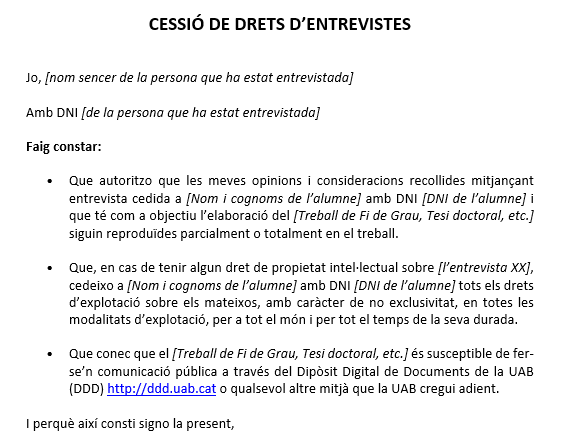 CESSIÓ DE DRETS D'ENTREVISTES
Jo, [nom sencer de la persona que ha estat entrevistada]
Amb DNI [de la persona que ha estat entrevistada]
Faig constar:
• Que autoritzo que les meves opinions i consideracions recollides mitjançant
entrevista cedida a [Nom i cognoms de l'alumne] amb DNI [DNI de l'alumne] i
que té com a objectiu l'elaboració del [Treball de Fi de Grau, Tesi doctoral, etc.]
siguin reproduïdes parcialment o totalment en el treball.
• Que, en cas de tenir algun dret de propietat intel·lectual sobre [l'entrevista XX],
cedeixo a [Nom i cognoms de l'alumne] amb DNI [DNI de l'alumne] tots els drets
d'explotació sobre els mateixos, amb caràcter de no exclusivitat, en totes les
modalitats d'explotació, per a tot el món i per tot el temps de la seva durada.
• Que conec que el [Treball de Fi de Grau, Tesi doctoral, etc.] és susceptible de fer-
se'n comunicació pública a través del Dipòsit Digital de Documents de la UAB
(DDD) http://ddd.uab.cat o qualsevol altre mitjà que la UAB cregui adient.
I perquè així consti signo la present,